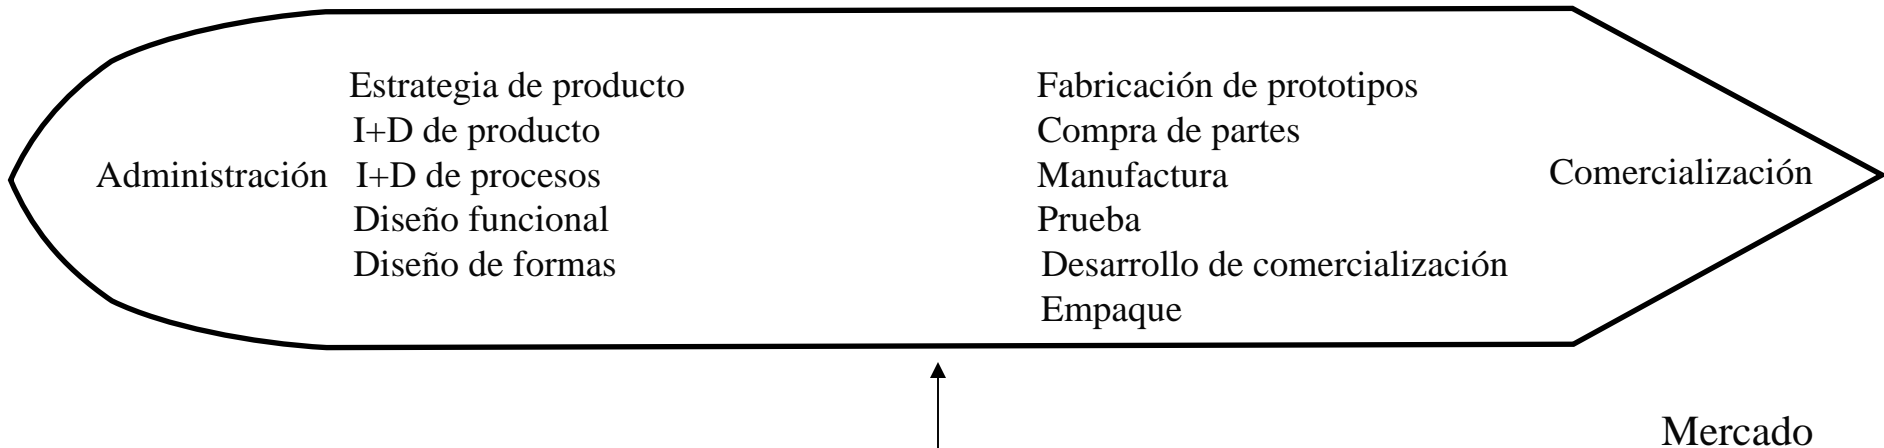 Estrategia de producto
I+D de producto
Administración
I+D de procesos
Diseño funcional
Diseño de formas
Fabricación de prototipos
Compra de partes
Manufactura
Prueba
Desarrollo de comercialización
Empaque
Comercialización
Mercado